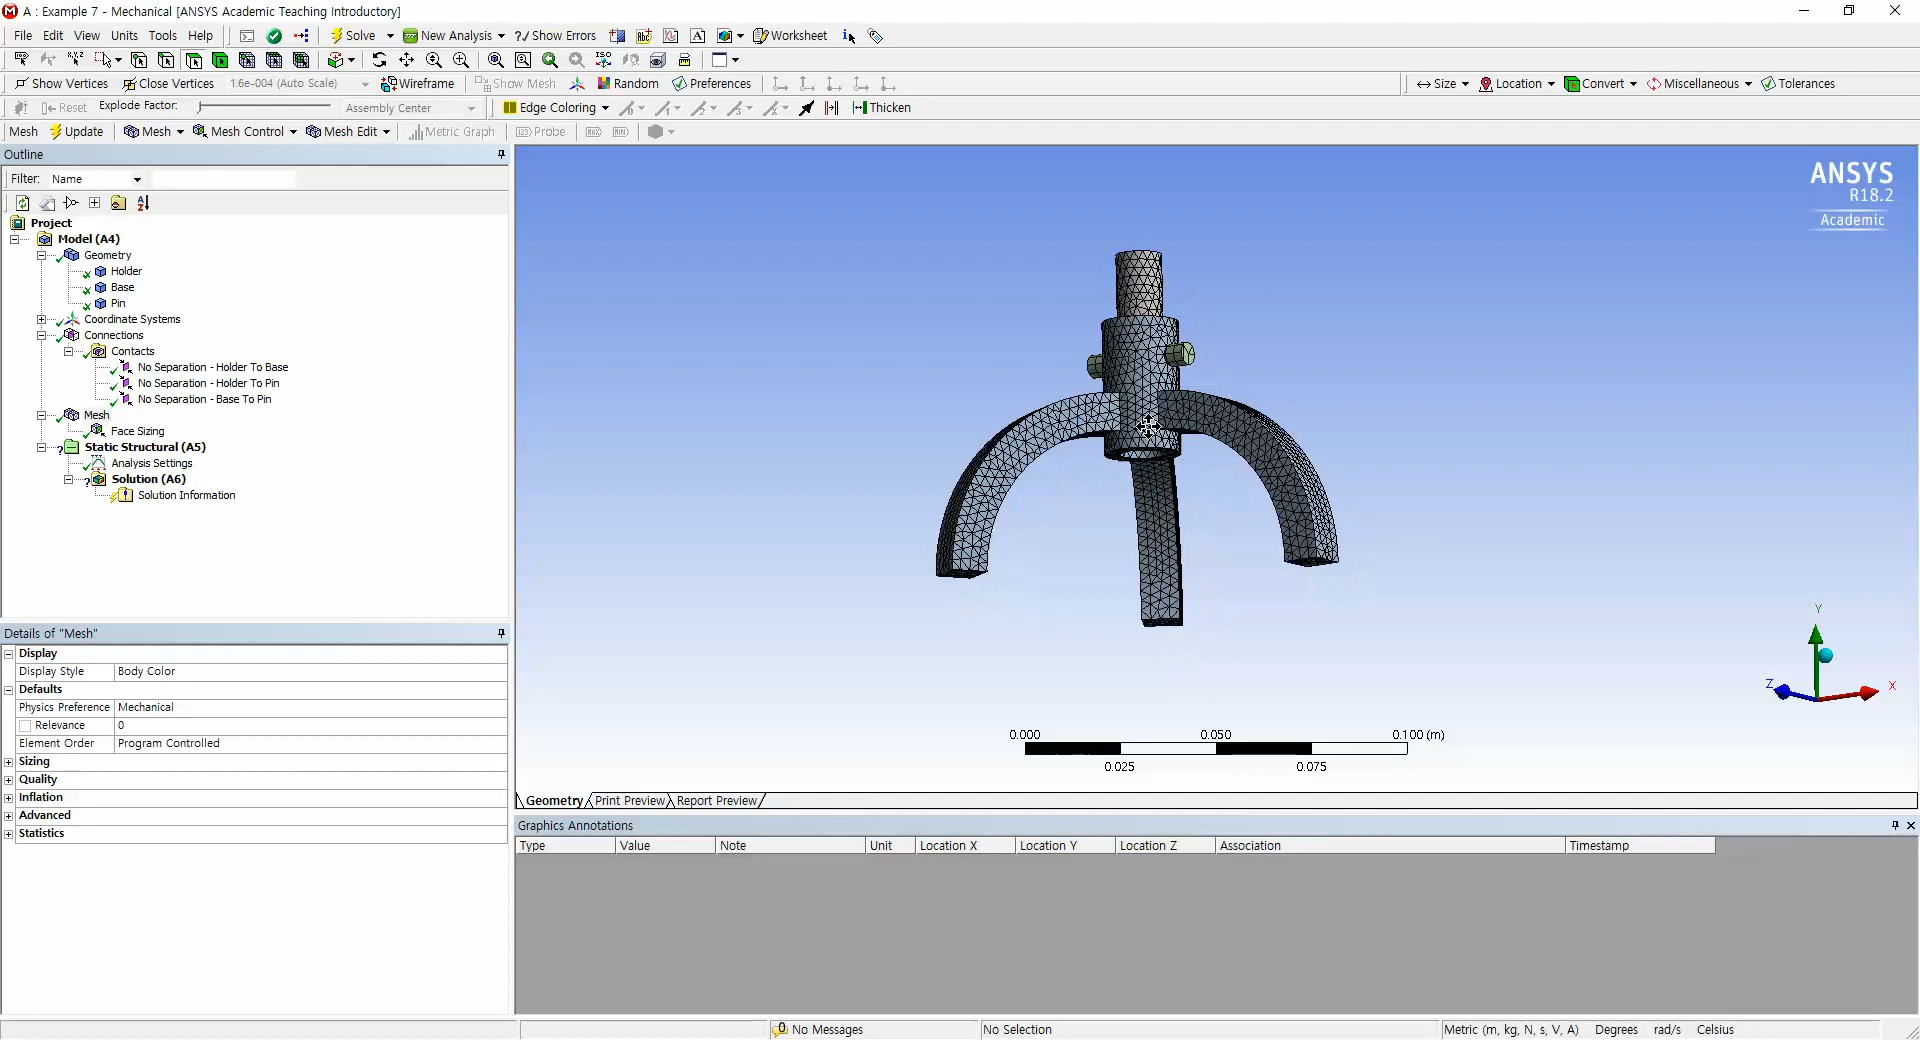 A : Example 7 - Mechanical [ANSYS Academic Teaching Introductory]
File Edit View Units Tools Help Solve New Analysis Show Errors Worksheet
Show Vertices Close Vertices 1.6e-004 (Auto Scale) Wireframe Show Mesh Random Preferences Size Location Convert Miscellaneous Tolerances
Reset Explode Factor: Assembly Center Edge Coloring Thicken
Mesh Update Mesh Mesh Control Mesh Edit Metric Graph Probe
Outline
Filter: Name
Project
Model (A4)
Geometry
Holder
Base
Pin
Coordinate Systems
Connections
Contacts
No Separation - Holder To Base
No Separation - Holder To Pin
No Separation - Base To Pin
Mesh
Face Sizing
Static Structural (A5)
Analysis Settings
Solution (A6)
Solution Information
Details of "Mesh"
Display
Display Style Body Color
Defaults
Physics Preference Mechanical
Relevance 0
Element Order Program Controlled
Sizing
Quality
Inflation
Advanced
Statistics
ANSYS
R18.2
Academic
Y
Z X
0.000 0.050 0.100 (m)
0.025 0.075
Geometry Print Preview Report Preview
Graphics Annotations
Type Value Note Unit Location X Location Y Location Z Association Timestamp
No Messages No Selection Metric (m, kg, N, s, V, A) Degrees rad/s Celsius